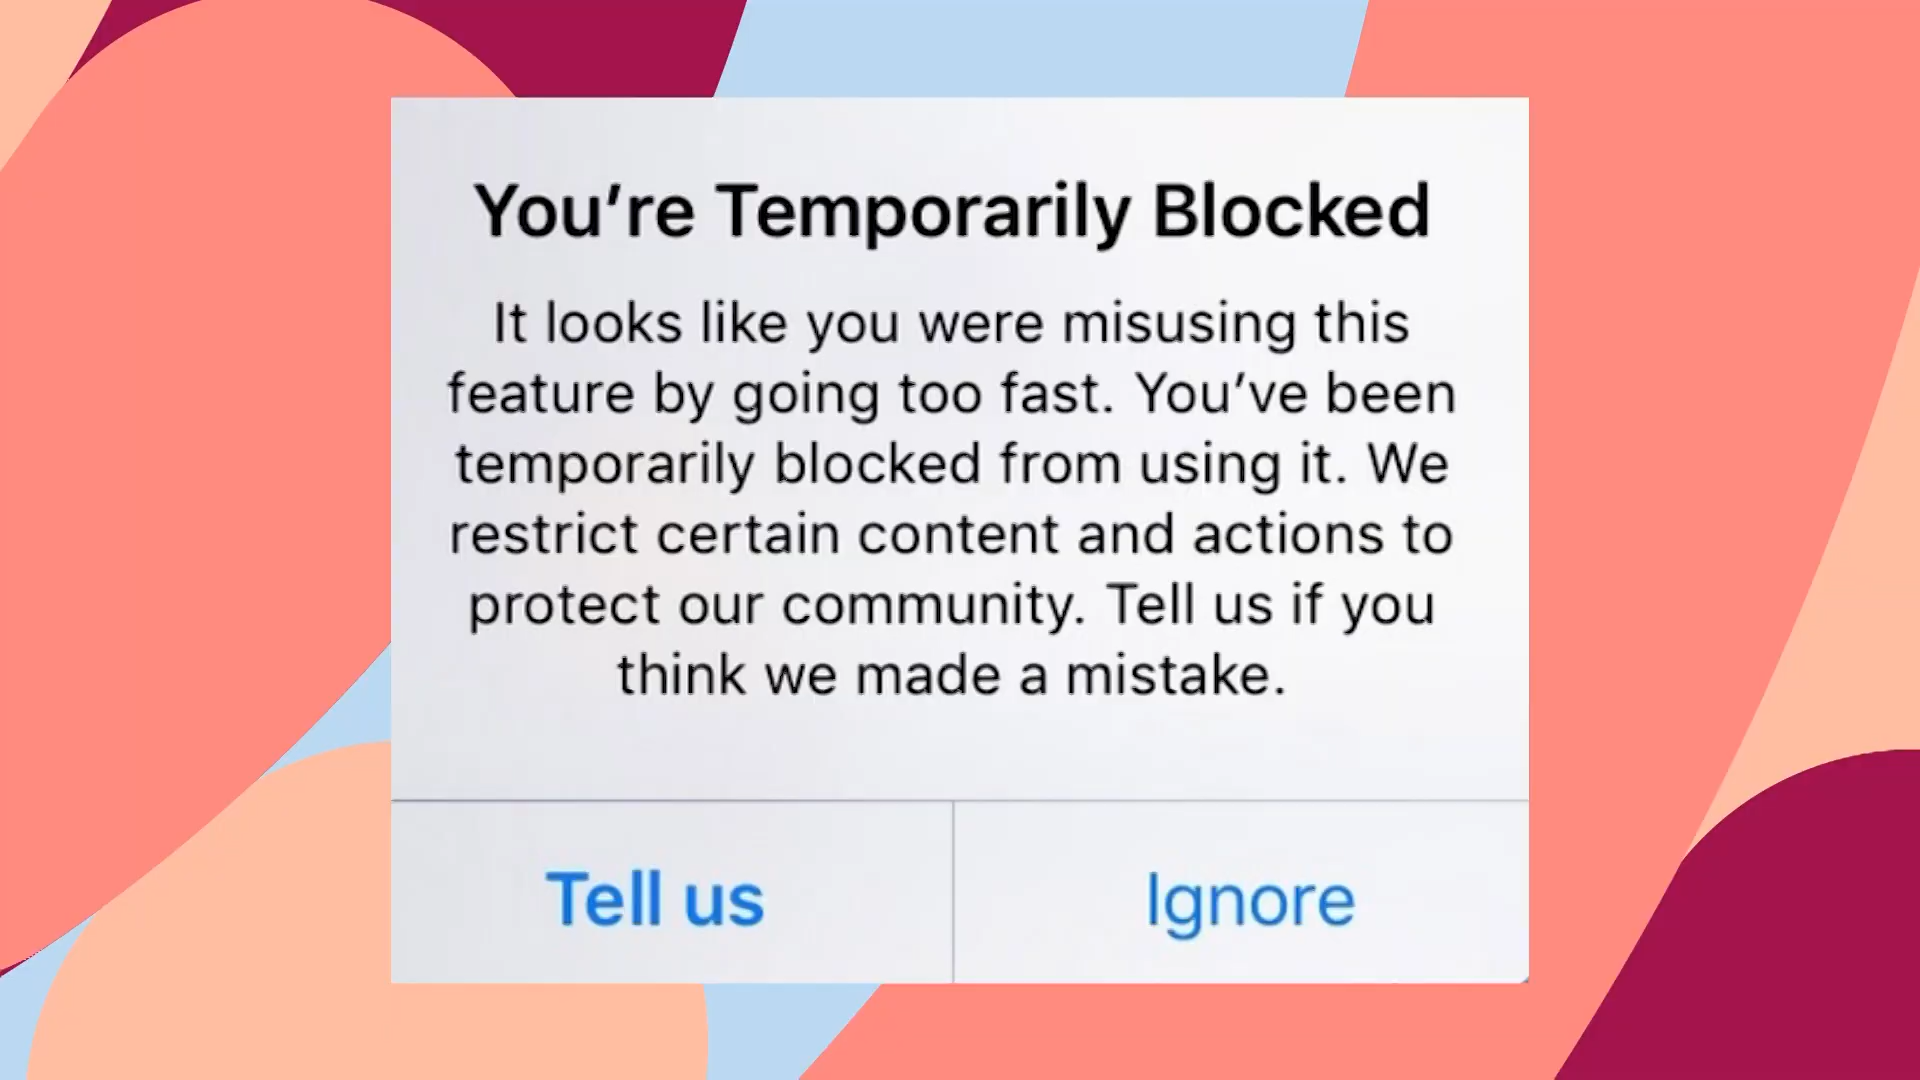 You’re Temporarily Blocked
It looks like you were misusing this
feature by going too fast. You’ve been
temporarily blocked from using it. We
restrict certain content and actions to
protect our community. Tell us if you
think we made a mistake.
Tell us
Ignore